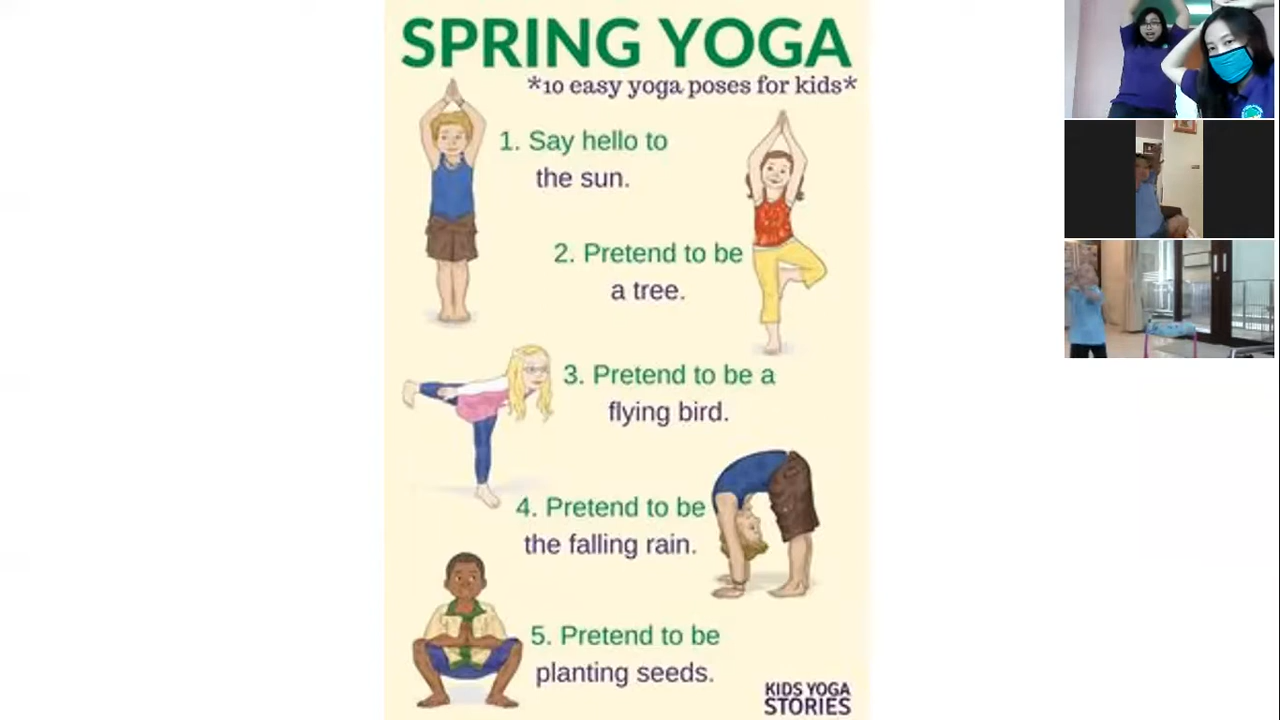 SPRING YOGA
*10 easy yoga poses for kids*
1. Say hello to
the sun.
2. Pretend to be
a tree.
3. Pretend to be a
flying bird.
4. Pretend to be
the falling rain.
5. Pretend to be
planting seeds.
KIDS YOGA
STORIES